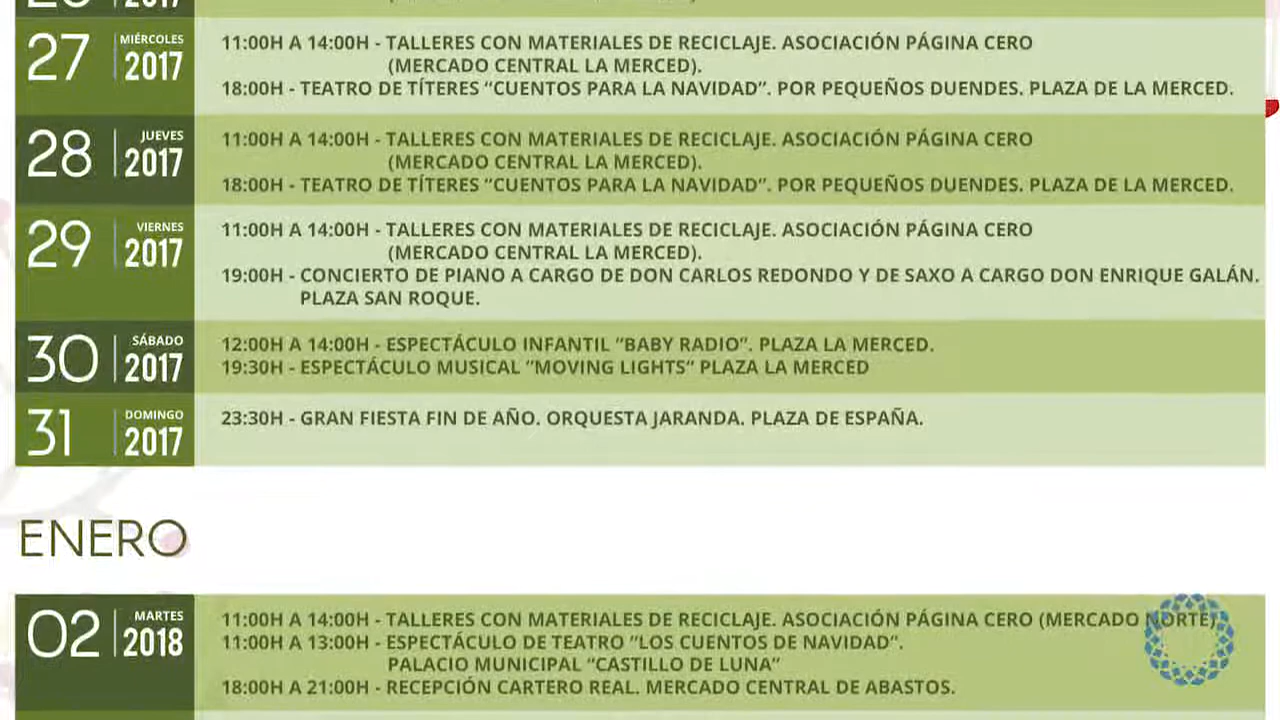 27 MIÉRCOLES 2017
11:00H A 14:00H - TALLERES CON MATERIALES DE RECICLAJE. ASOCIACIÓN PÁGINA CERO
(MERCADO CENTRAL LA MERCED).
18:00H - TEATRO DE TÍTERES "CUENTOS PARA LA NAVIDAD". POR PEQUEÑOS DUENDES. PLAZA DE LA MERCED.
28 JUEVES 2017
11:00H A 14:00H - TALLERES CON MATERIALES DE RECICLAJE. ASOCIACIÓN PÁGINA CERO
(MERCADO CENTRAL LA MERCED).
18:00H - TEATRO DE TÍTERES "CUENTOS PARA LA NAVIDAD". POR PEQUEÑOS DUENDES. PLAZA DE LA MERCED.
29 VIERNES 2017
11:00H A 14:00H - TALLERES CON MATERIALES DE RECICLAJE. ASOCIACIÓN PÁGINA CERO
(MERCADO CENTRAL LA MERCED).
19:00H - CONCIERTO DE PIANO A CARGO DE DON CARLOS REDONDO Y DE SAXO A CARGO DON ENRIQUE GALÁN.
PLAZA SAN ROQUE.
30 SÁBADO 2017
12:00H A 14:00H - ESPECTÁCULO INFANTIL "BABY RADIO". PLAZA LA MERCED.
19:30H - ESPECTÁCULO MUSICAL "MOVING LIGHTS" PLAZA LA MERCED
31 DOMINGO 2017
23:30H - GRAN FIESTA FIN DE AÑO. ORQUESTA JARANDA. PLAZA DE ESPAÑA.
ENERO
02 MARTES 2018
11:00H A 14:00H - TALLERES CON MATERIALES DE RECICLAJE. ASOCIACIÓN PÁGINA CERO (MERCADO NORTE).
11:00H A 13:00H - ESPECTÁCULO DE TEATRO "LOS CUENTOS DE NAVIDAD".
PALACIO MUNICIPAL "CASTILLO DE LUNA"
18:00H A 21:00H - RECEPCIÓN CARTERO REAL. MERCADO CENTRAL DE ABASTOS.